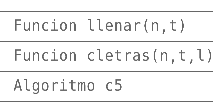 Funcion llenar(n,t)
Funcion cletras(n,t,l)
Algoritmo c5